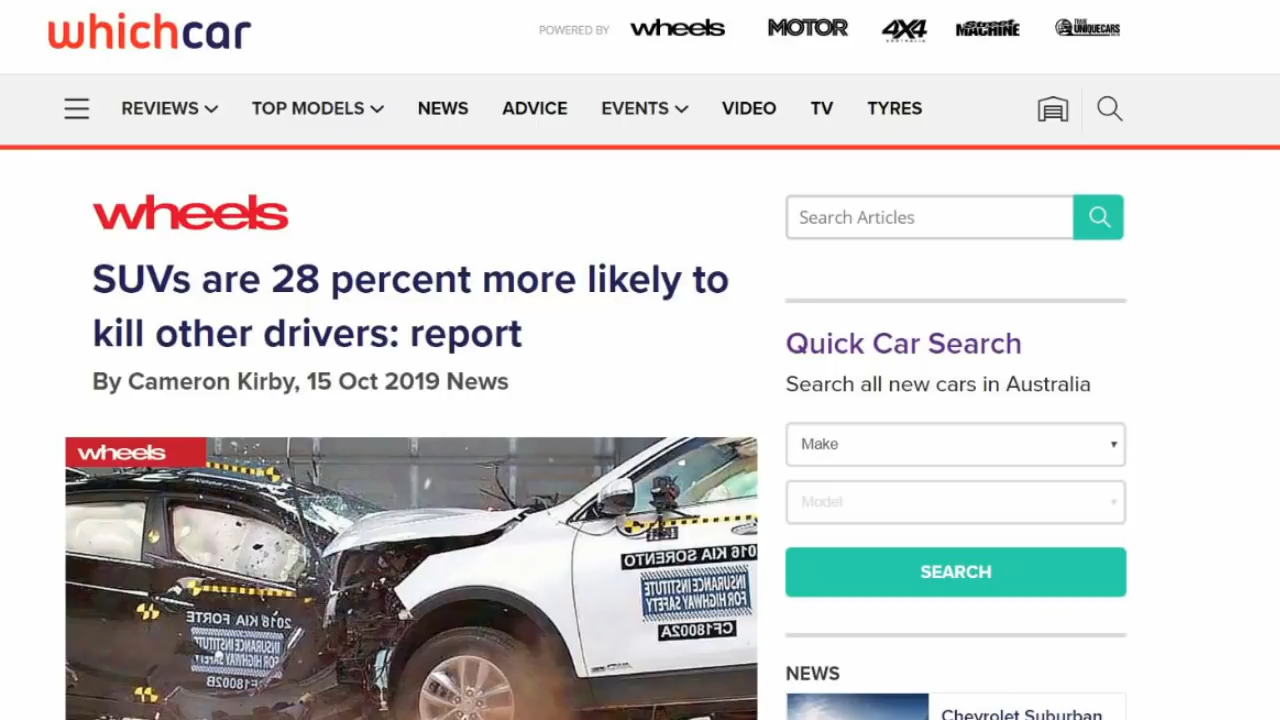 whichcar
POWERED BY wheels MOTOR 4X4 AUSTRALIA Street MACHINE UNIQUECARS
REVIEWS TOP MODELS NEWS ADVICE EVENTS VIDEO TV TYRES
wheels
SUVs are 28 percent more likely to
kill other drivers: report
By Cameron Kirby, 15 Oct 2019 News
wheels
2018 KIA FORTE
INSURANCE INSTITUTE
FOR HIGHWAY SAFETY
CF18002B
2016 KIA SORENTO
INSURANCE INSTITUTE
FOR HIGHWAY SAFETY
CF18002A
Search Articles
Quick Car Search
Search all new cars in Australia
Make
Model
SEARCH
NEWS
Chevrolet Suburban